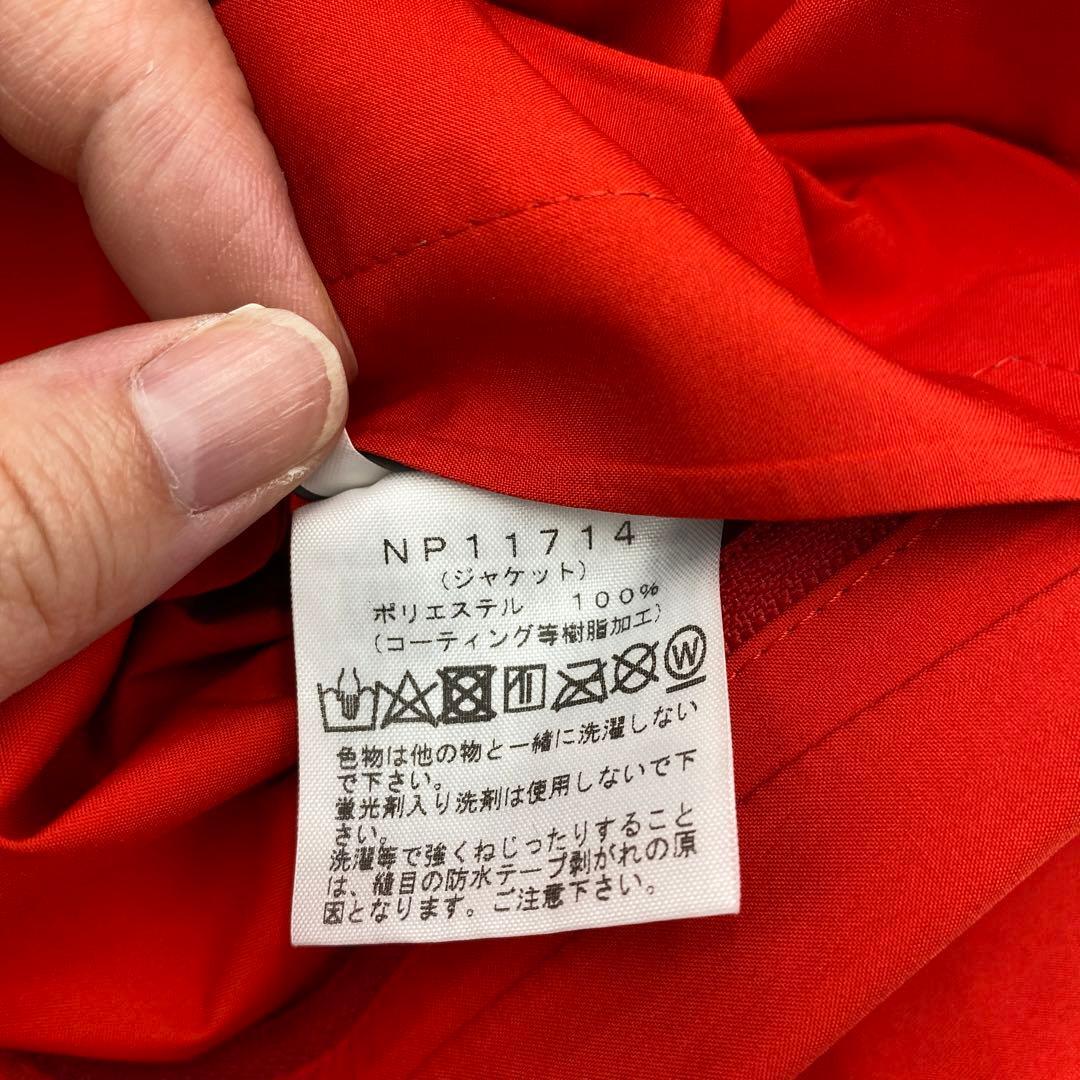 NP11714
(ジャケット)
ポリエステル 100%
(コーティング等樹脂加工)
W
色物は他の物と一緒に洗濯しない
で下さい。
蛍光剤入り洗剤は使用しないで下
さい。
洗濯等で強くねじったりすること
は、縫目の防水テープ剥がれの原
因となります。ご注意下さい。